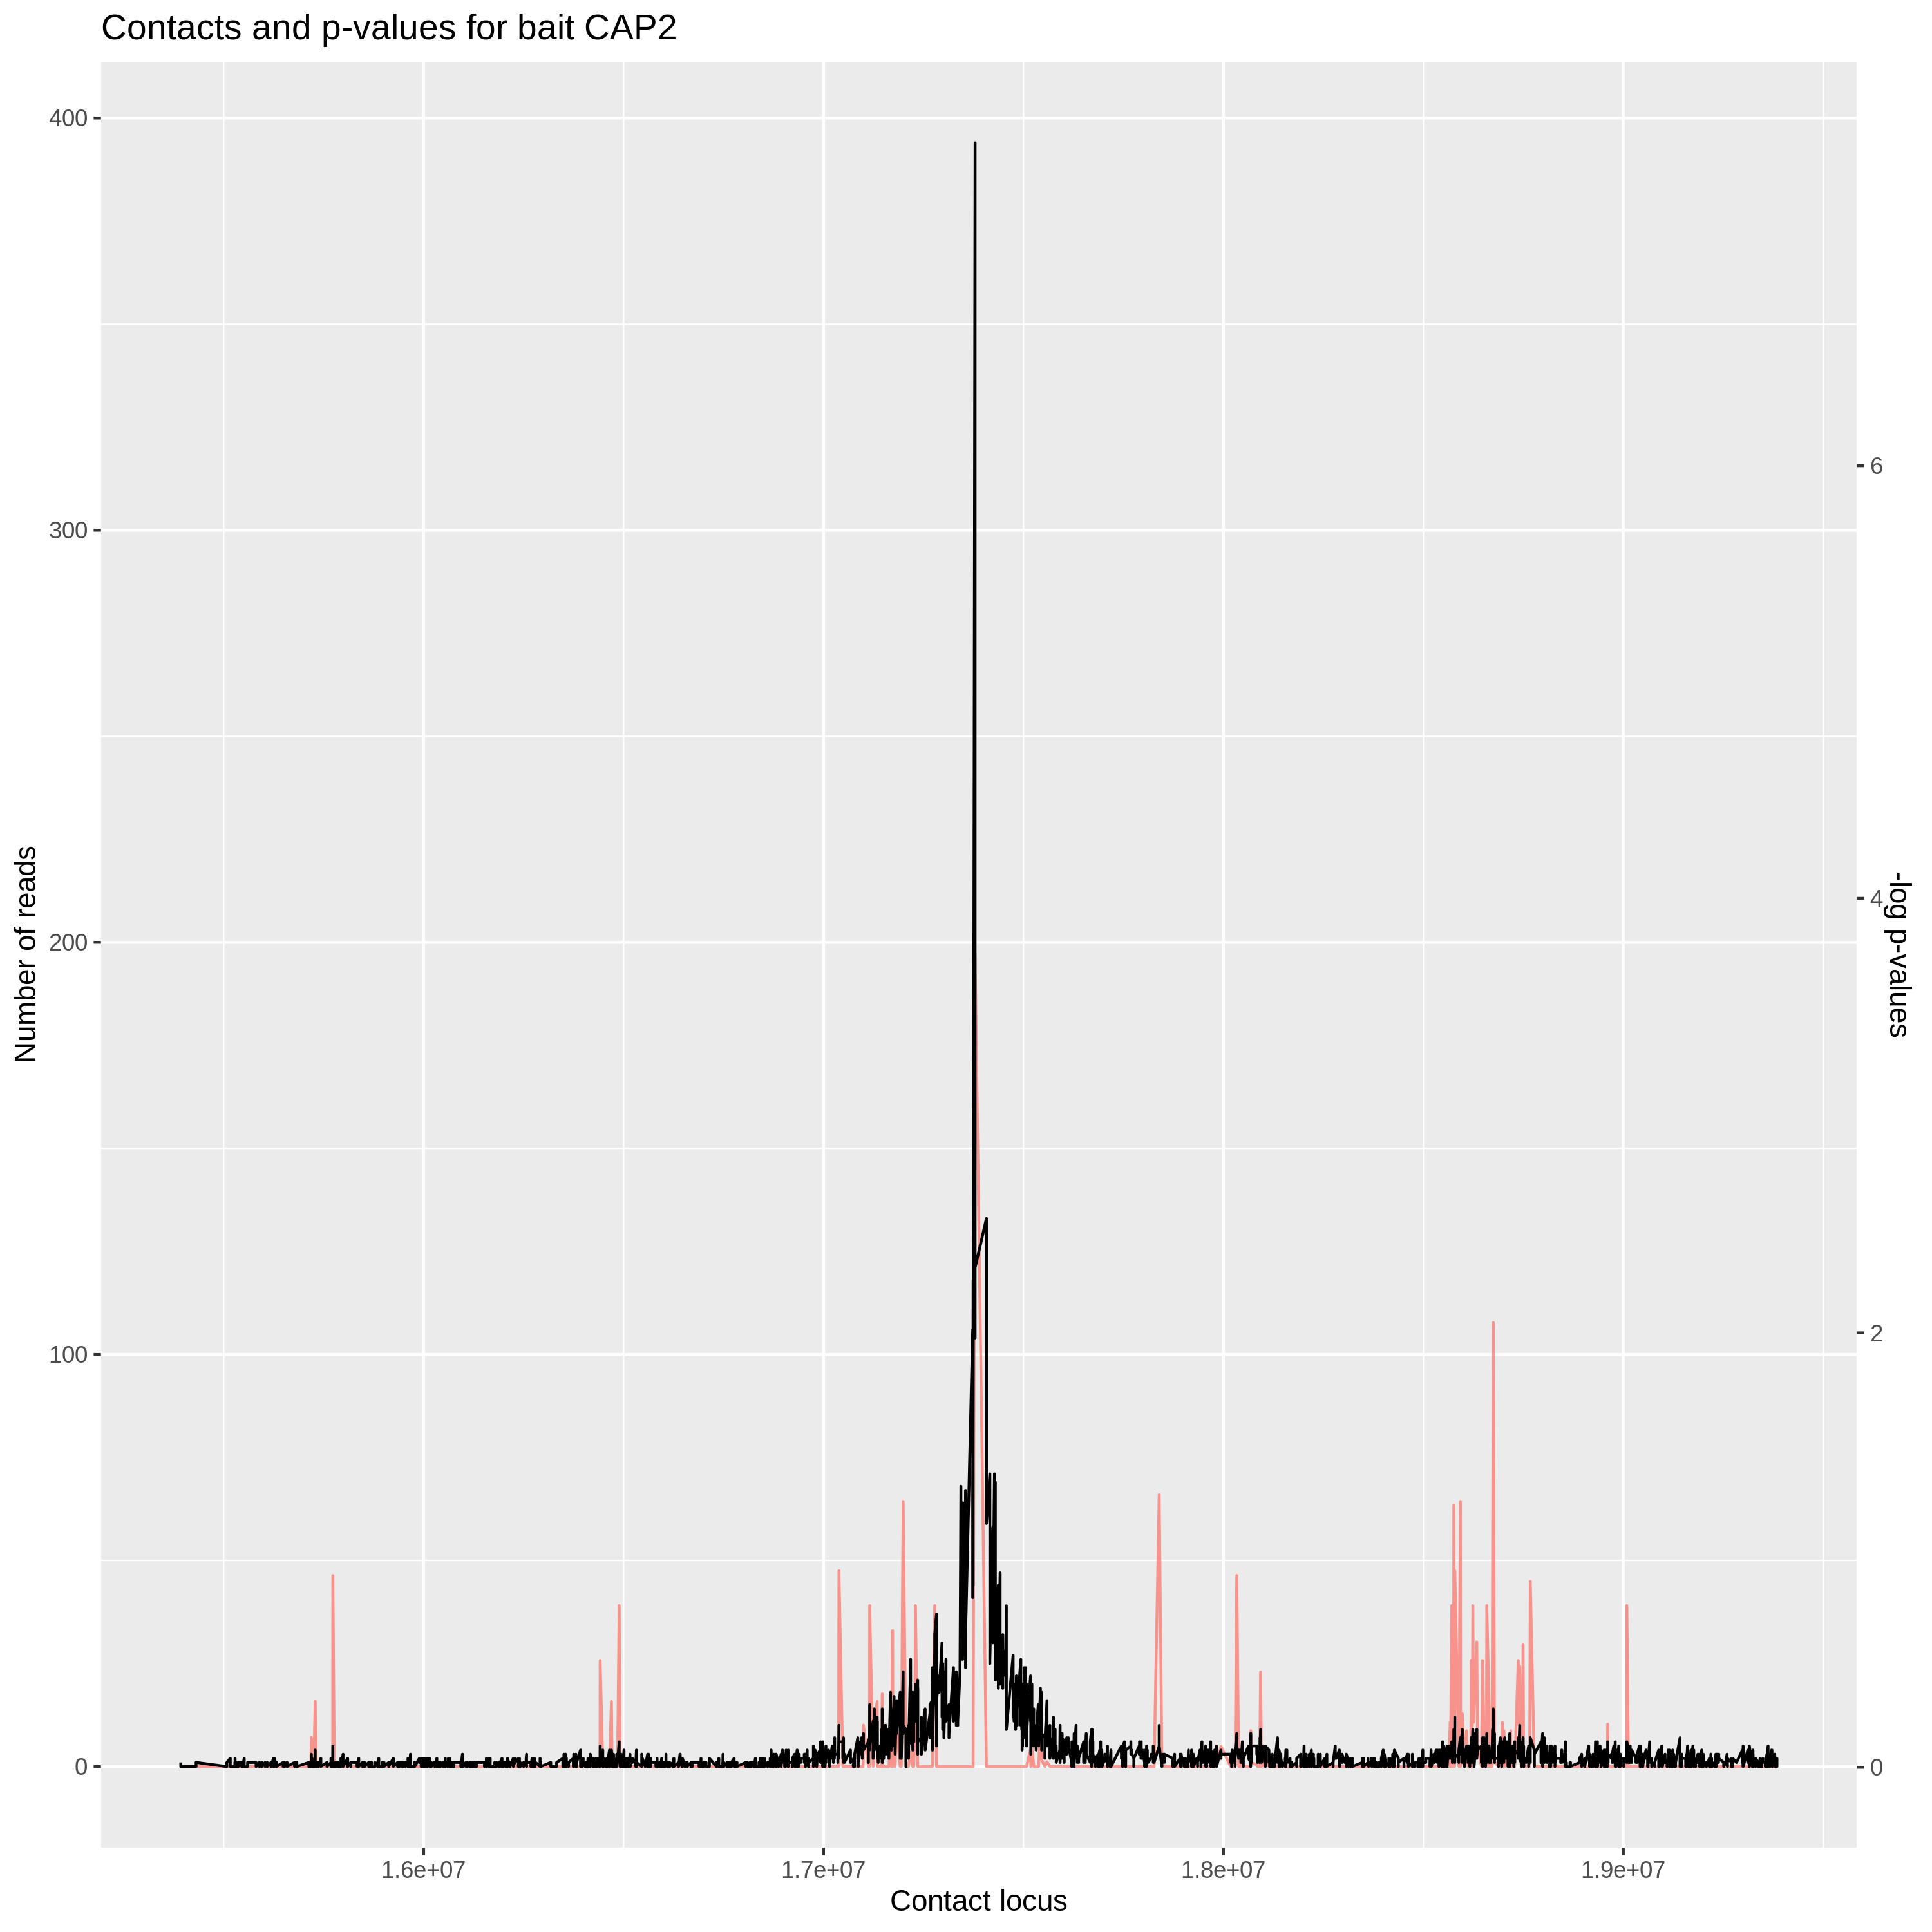 Contacts and p-values for bait CAP2
400
300
200
100
0
Number of reads
6
4
2
0
-log p-values
1.6e+07
1.7e+07
1.8e+07
1.9e+07
Contact locus